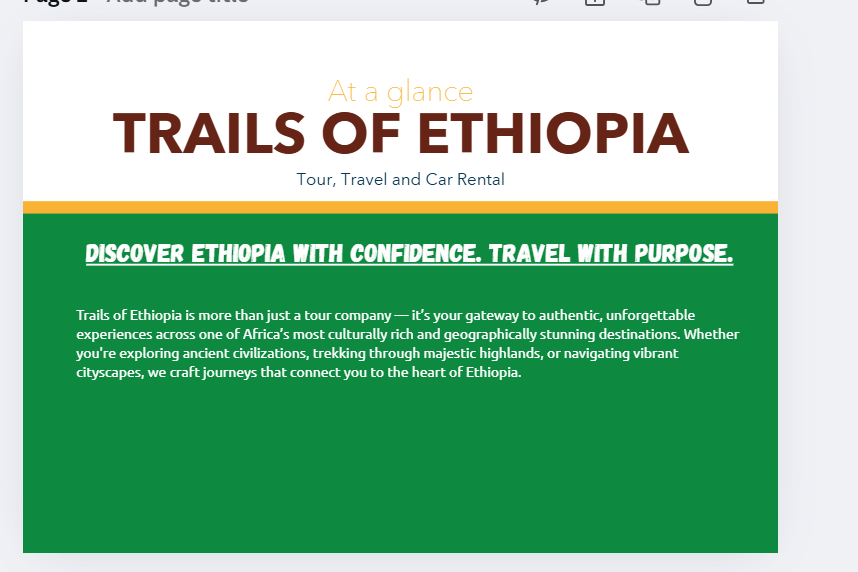 At a glance
TRAILS OF ETHIOPIA
Tour, Travel and Car Rental
DISCOVER ETHIOPIA WITH CONFIDENCE. TRAVEL WITH PURPOSE.
Trails of Ethiopia is more than just a tour company — it’s your gateway to authentic, unforgettable
experiences across one of Africa’s most culturally rich and geographically stunning destinations. Whether
you're exploring ancient civilizations, trekking through majestic highlands, or navigating vibrant
cityscapes, we craft journeys that connect you to the heart of Ethiopia.